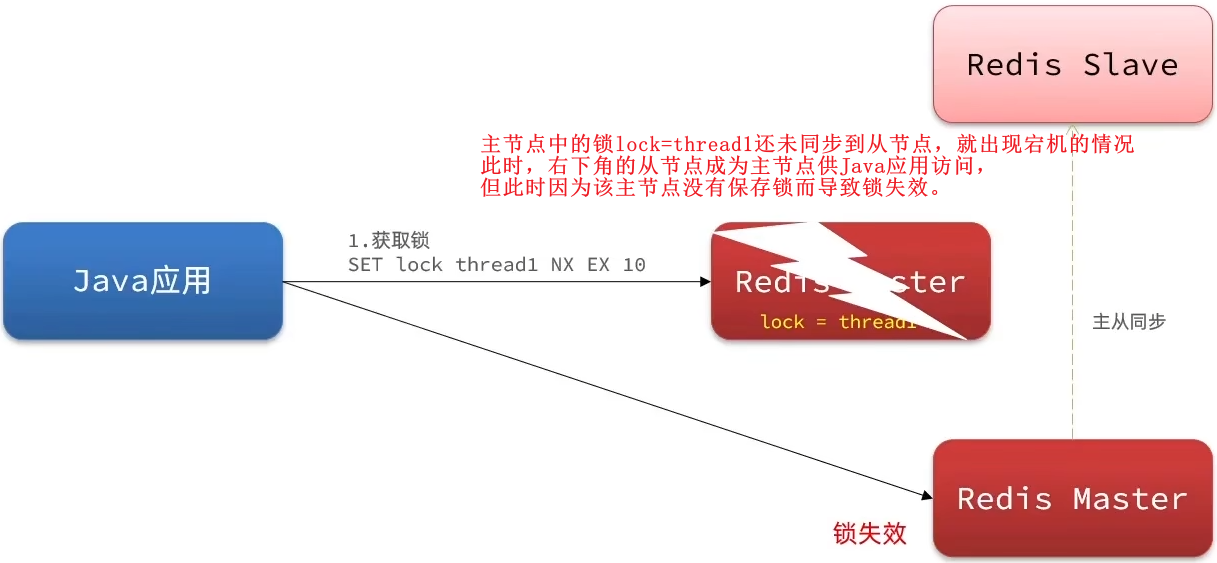 Redis Slave
主节点中的锁lock=thread1还未同步到从节点，就出现宕机的情况
此时，右下角的从节点成为主节点供Java应用访问，
但此时因为该主节点没有保存锁而导致锁失效。
1.获取锁
SET lock thread1 NX EX 10
Java应用
Redis Master
lock = thread1
主从同步
Redis Master
锁失效